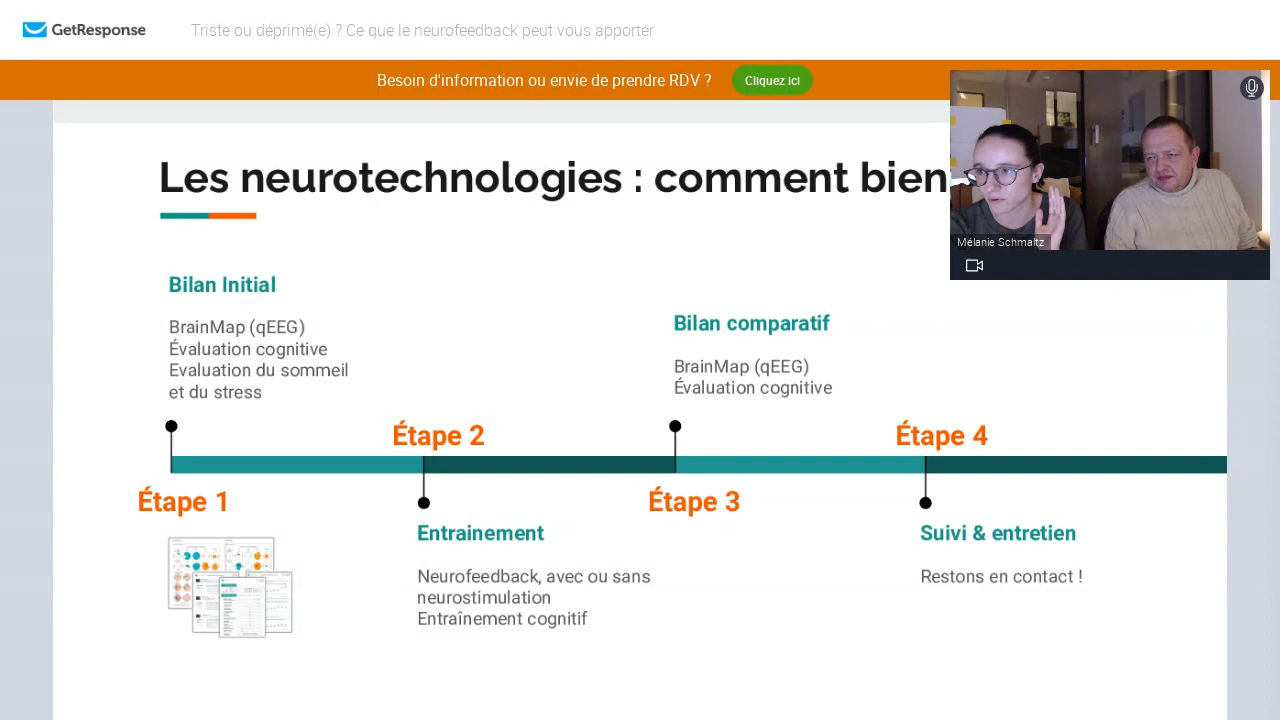 GetResponse
Triste ou déprimé(e) ? Ce que le neurofeedback peut vous apporter
Besoin d'information ou envie de prendre RDV ?
Cliquez ici
Les neurotechnologies : comment bien
Mélanie Schmaltz
Bilan Initial
BrainMap (qEEG)
Évaluation cognitive
Evaluation du sommeil
et du stress
Bilan comparatif
BrainMap (qEEG)
Évaluation cognitive
Étape 2
Étape 4
Étape 1
Étape 3
Entrainement
Neurofeedback, avec ou sans
neurostimulation
Entraînement cognitif
Suivi & entretien
Restons en contact !